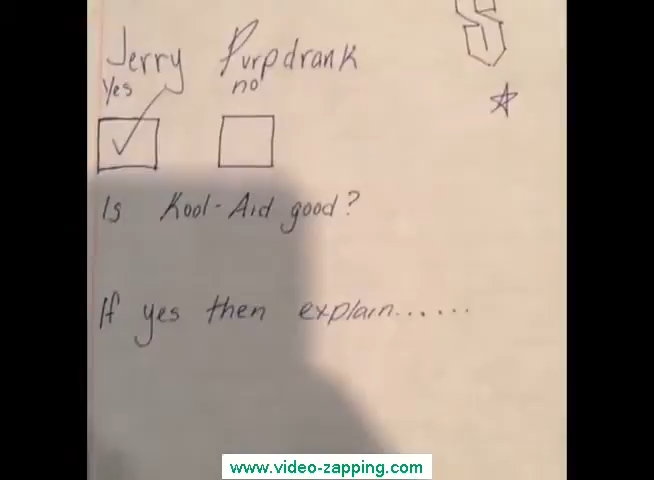 Jerry Purpdrank
Yes no
Is Kool-Aid good?
If yes then explain......
www.video-zapping.com